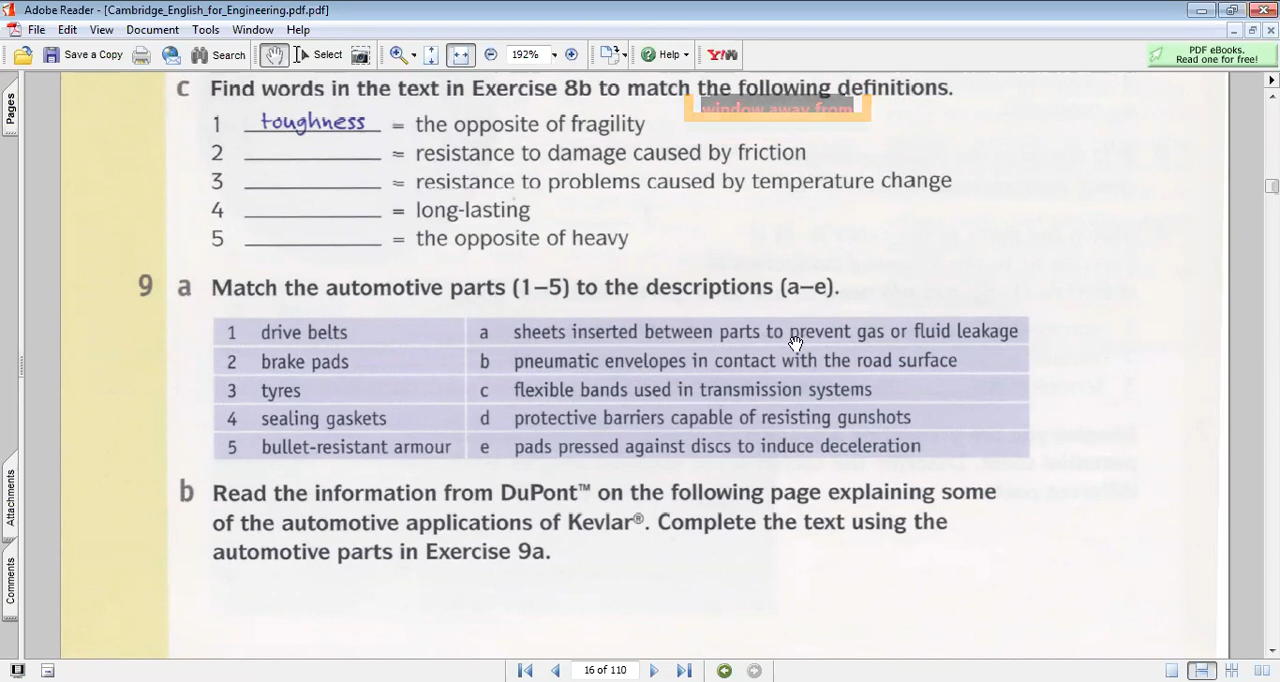 Adobe Reader - [Cambridge_English_for_Engineering.pdf.pdf]
File Edit View Document Tools Window Help
Save a Copy Search Select 192% Help Y!
PDF eBooks. Read one for free!
Pages
Attachments
Comments
c Find words in the text in Exercise 8b to match the following definitions.
window away from
1 toughness = the opposite of fragility
2 = resistance to damage caused by friction
3 = resistance to problems caused by temperature change
4 = long-lasting
5 = the opposite of heavy
9 a Match the automotive parts (1–5) to the descriptions (a–e).
1 drive belts a sheets inserted between parts to prevent gas or fluid leakage
2 brake pads b pneumatic envelopes in contact with the road surface
3 tyres c flexible bands used in transmission systems
4 sealing gaskets d protective barriers capable of resisting gunshots
5 bullet-resistant armour e pads pressed against discs to induce deceleration
b Read the information from DuPont™ on the following page explaining some
of the automotive applications of Kevlar®. Complete the text using the
automotive parts in Exercise 9a.
16 of 110